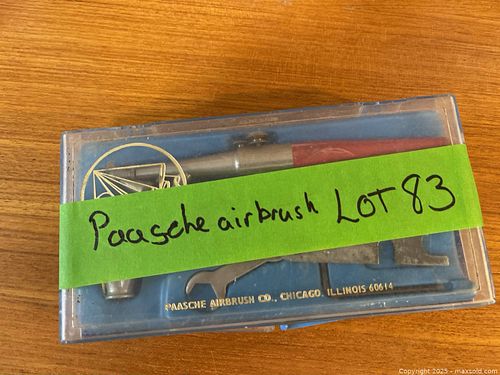 Paasche airbrush LOT 83
PAASCHE AIRBRUSH CO., CHICAGO, ILLINOIS 60614
Copyright 2025 - maxsold.com